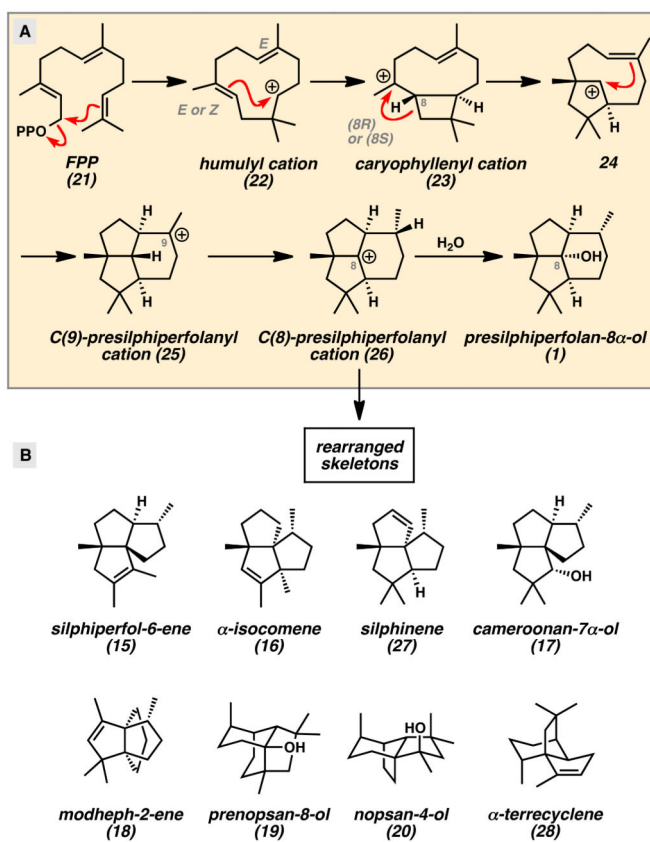 A
E
E or Z
PPO
8
(8R)
or (8S)
H
H
H
FPP
(21)
humulyl cation
(22)
caryophyllenyl cation
(23)
24
H
9
H
H
H
H
8
H
H2O
H
8
OH
H
C(9)-presilphiperfolanyl
cation (25)
C(8)-presilphiperfolanyl
cation (26)
presilphiperfolan-8α-ol
(1)
B
rearranged
skeletons
H
H
H
OH
silphiperfol-6-ene
(15)
α-isocomene
(16)
silphinene
(27)
cameroonan-7α-ol
(17)
OH
HO
modheph-2-ene
(18)
prenopsan-8-ol
(19)
nopsan-4-ol
(20)
α-terrecyclene
(28)